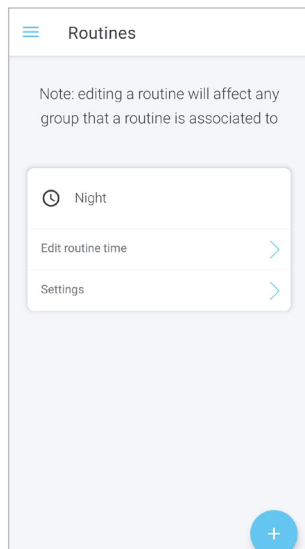 Routines
Note: editing a routine will affect any
group that a routine is associated to
Night
Edit routine time
Settings